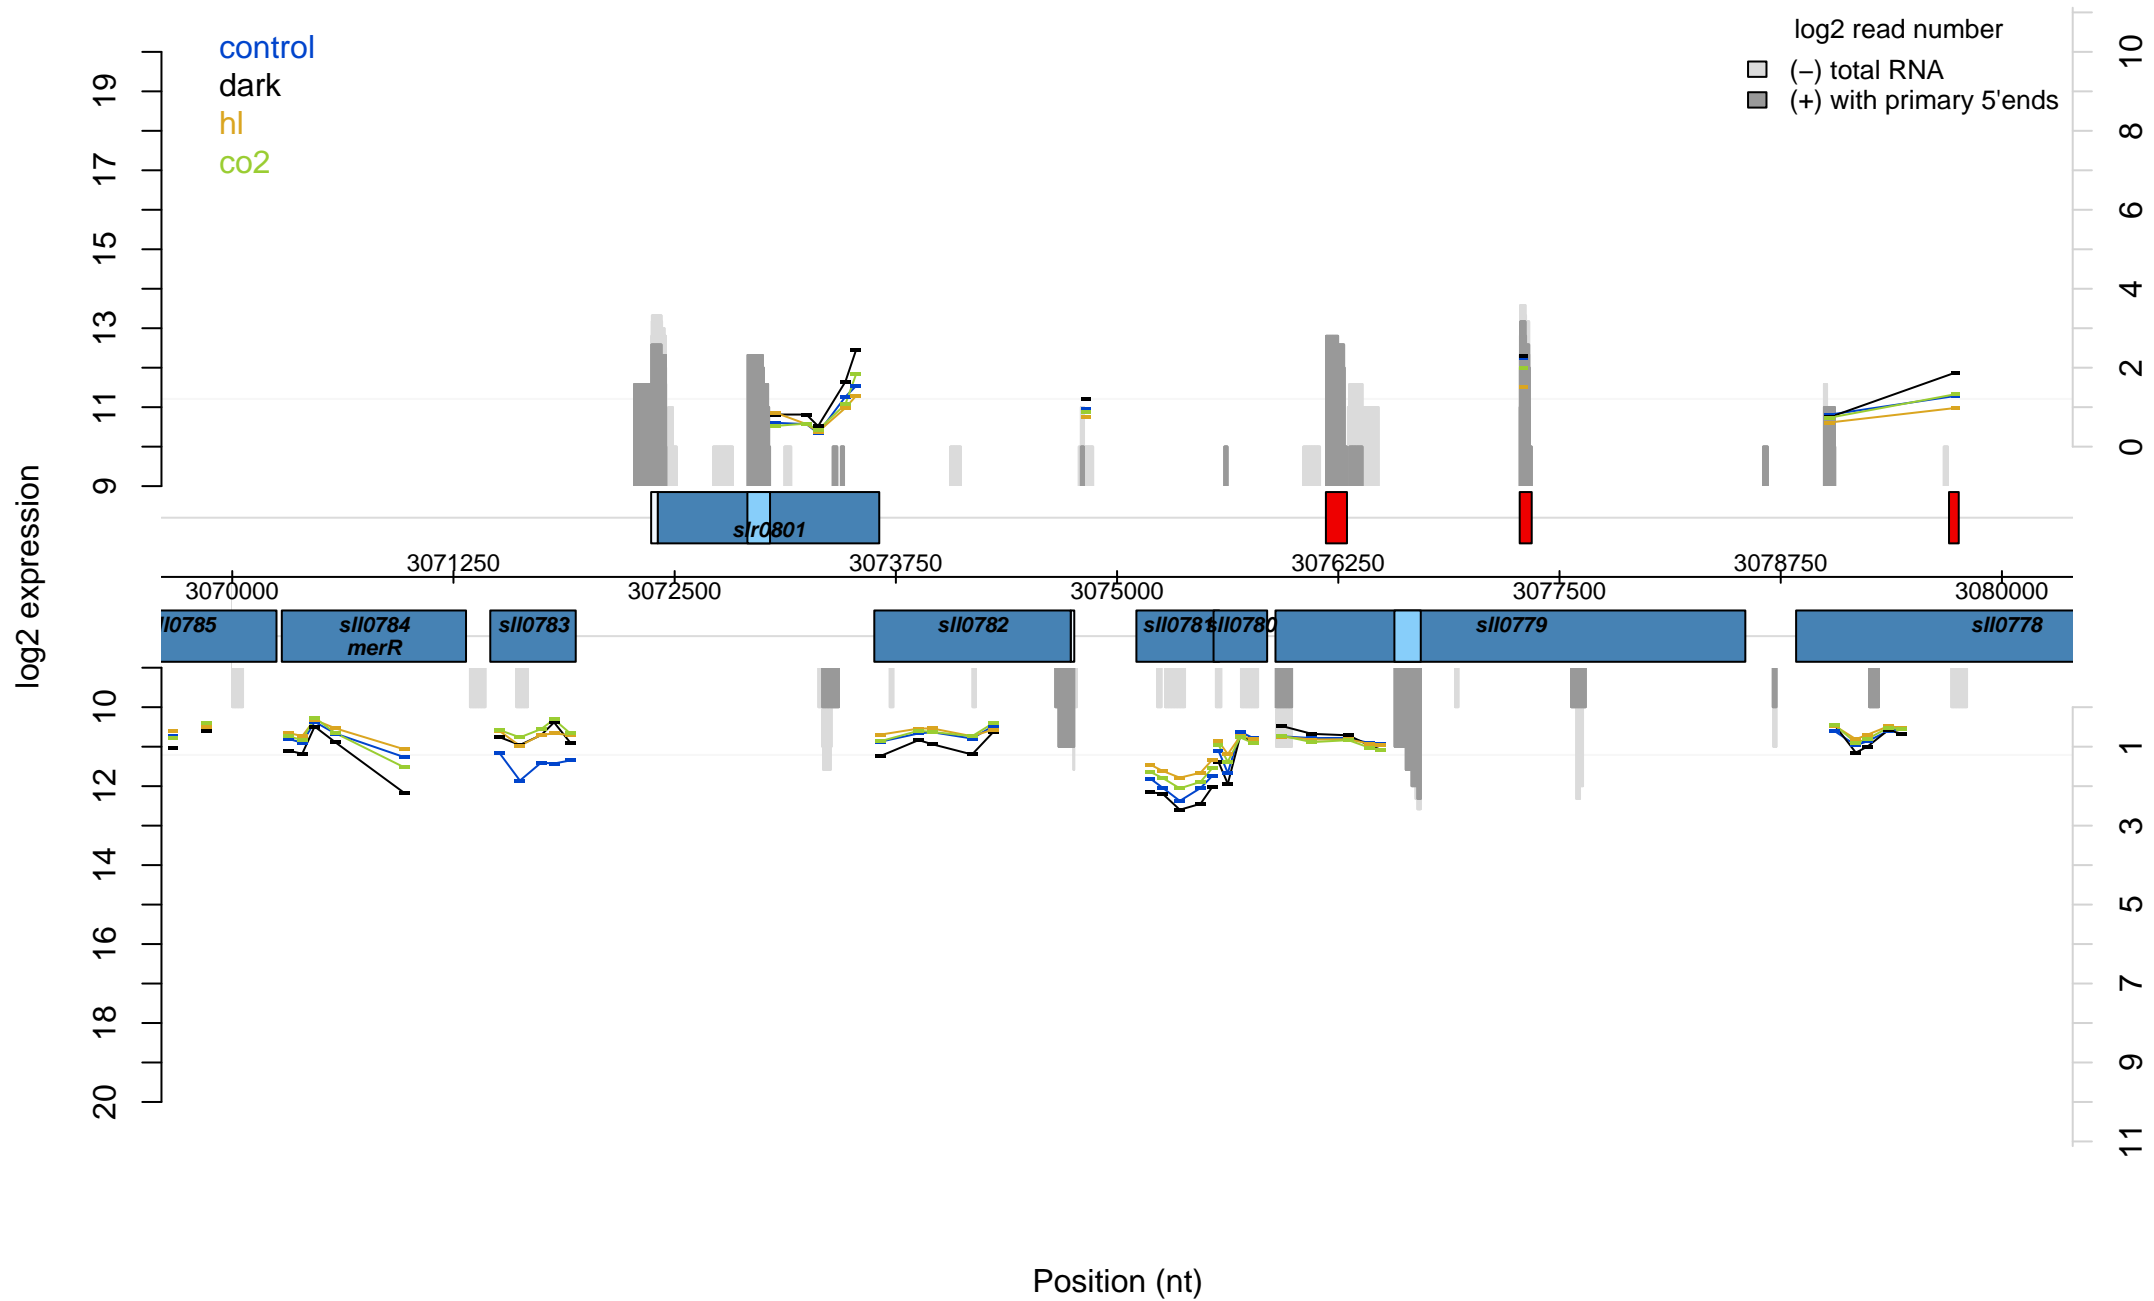 control
dark
hl
co2
log2 read number
(−) total RNA
(+) with primary 5'ends
19
17
15
13
11
9
10
8
6
4
2
0
log2 expression
slr0801
3071250 3073750 3076250 3078750
3070000 3072500 3075000 3077500 3080000
ll0785 sll0784 sll0783 sll0782 sll0781 sll0780 sll0779 sll0778
merR
10
12
14
16
18
20
1
3
5
7
9
11
Position (nt)